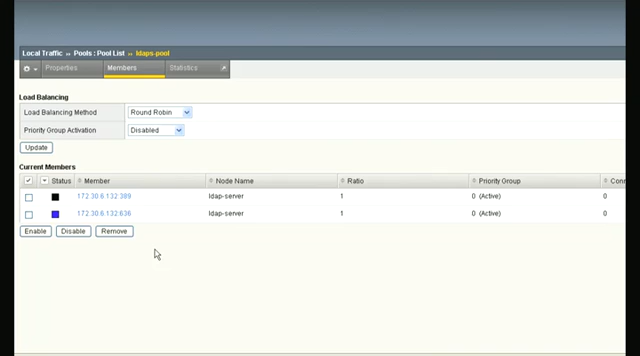 Local Traffic » Pools : Pool List » ldaps-pool
Properties Members Statistics
Load Balancing
Load Balancing Method Round Robin
Priority Group Activation Disabled
Update
Current Members
Status Member Node Name Ratio Priority Group Conn
172.30.6.132:389 ldap-server 1 0 (Active) 0
172.30.6.132:636 ldap-server 1 0 (Active) 0
Enable Disable Remove